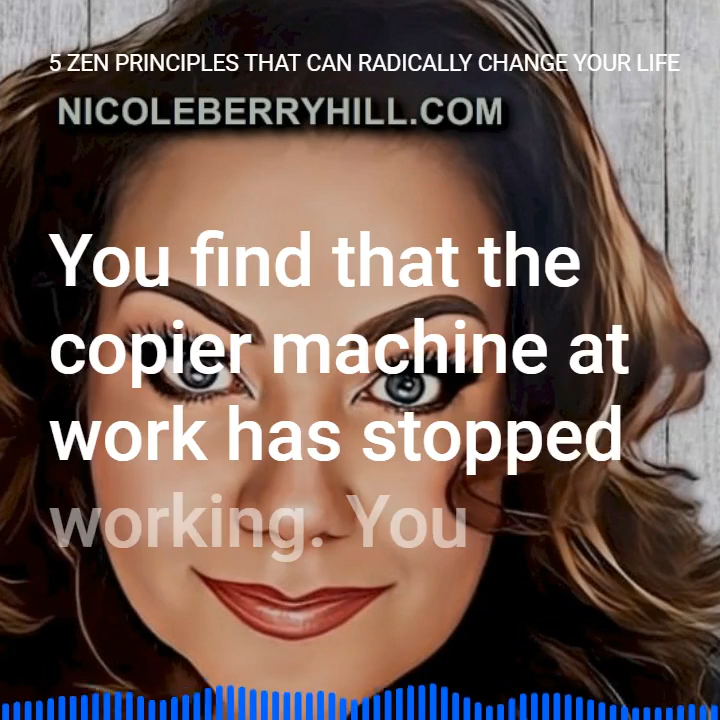 5 ZEN PRINCIPLES THAT CAN RADICALLY CHANGE YOUR LIFE
NICOLEBERRYHILL.COM
You find that the
copier machine at
work has stopped
working. You